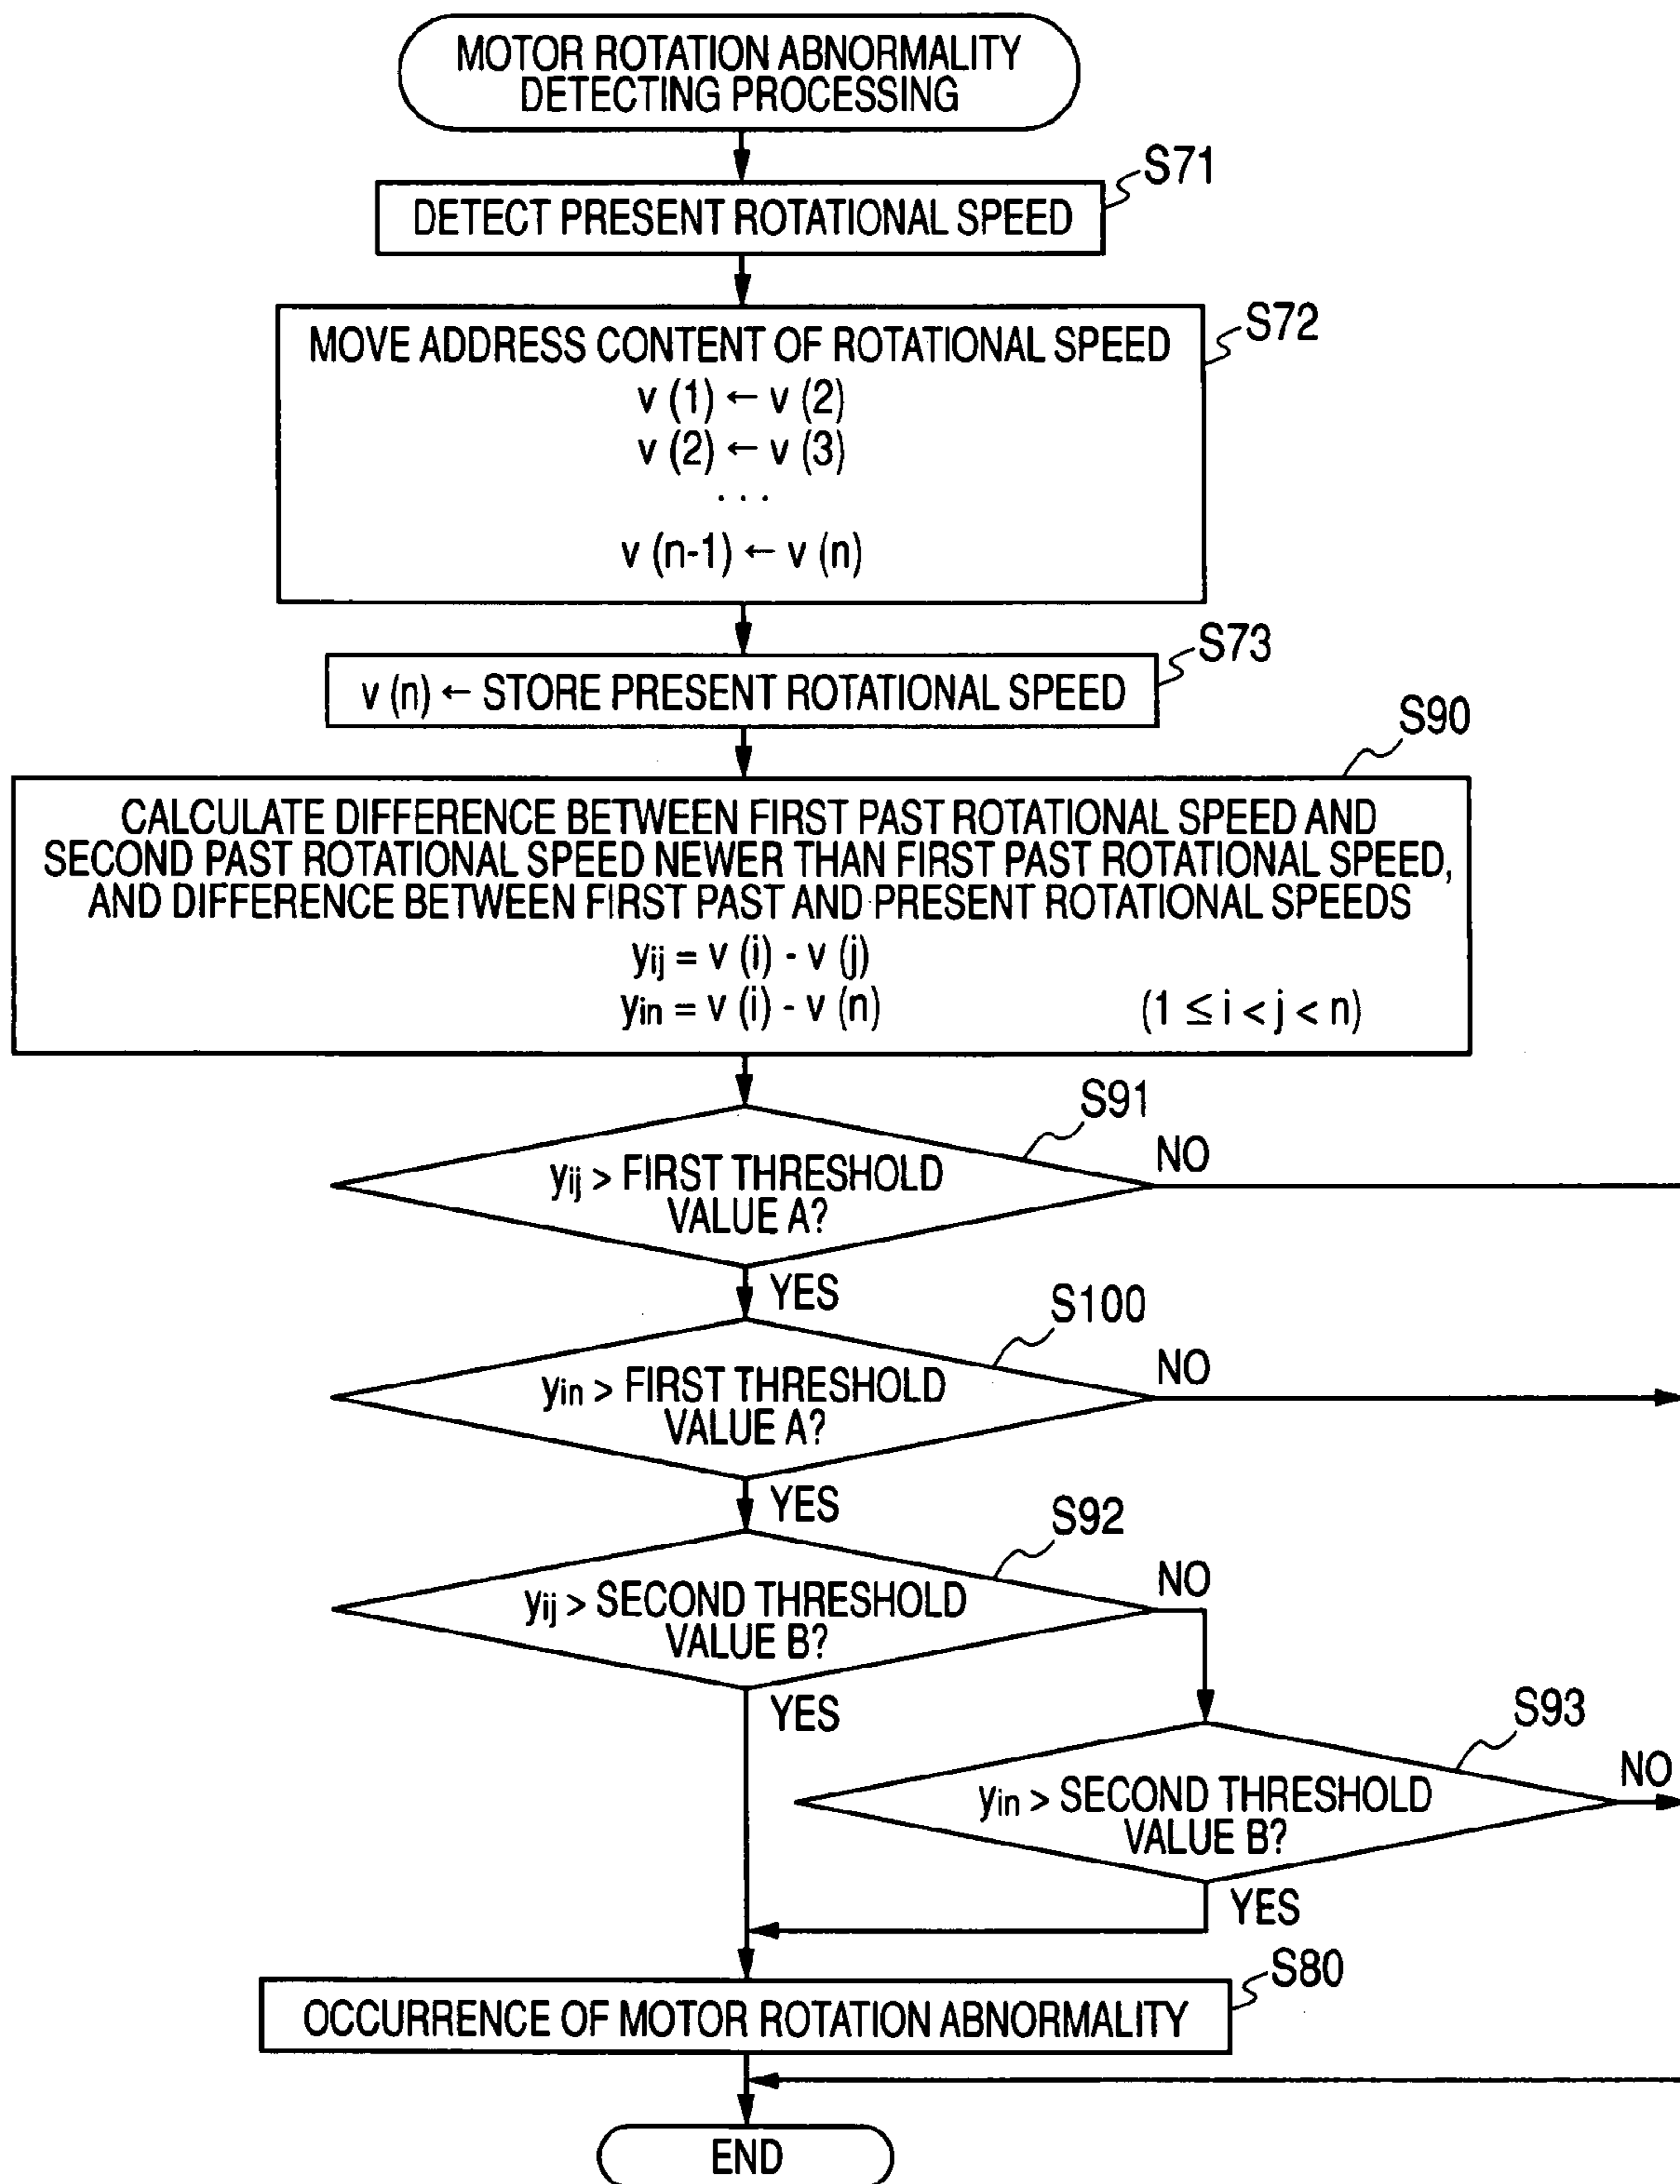 MOTOR ROTATION ABNORMALITY
DETECTING PROCESSING
S71
DETECT PRESENT ROTATIONAL SPEED
S72
MOVE ADDRESS CONTENT OF ROTATIONAL SPEED
v (1) ← v (2)
v (2) ← v (3)
...
v (n-1) ← v (n)
S73
v (n) ← STORE PRESENT ROTATIONAL SPEED
S90
CALCULATE DIFFERENCE BETWEEN FIRST PAST ROTATIONAL SPEED AND
SECOND PAST ROTATIONAL SPEED NEWER THAN FIRST PAST ROTATIONAL SPEED,
AND DIFFERENCE BETWEEN FIRST PAST AND PRESENT ROTATIONAL SPEEDS
yij = v (i) - v (j)
yin = v (i) - v (n) (1 ≤ i < j < n)
S91
yij > FIRST THRESHOLD
VALUE A?
NO
YES
S100
yin > FIRST THRESHOLD
VALUE A?
NO
YES
S92
yij > SECOND THRESHOLD
VALUE B?
NO
YES
S93
yin > SECOND THRESHOLD
VALUE B?
NO
YES
S80
OCCURRENCE OF MOTOR ROTATION ABNORMALITY
END